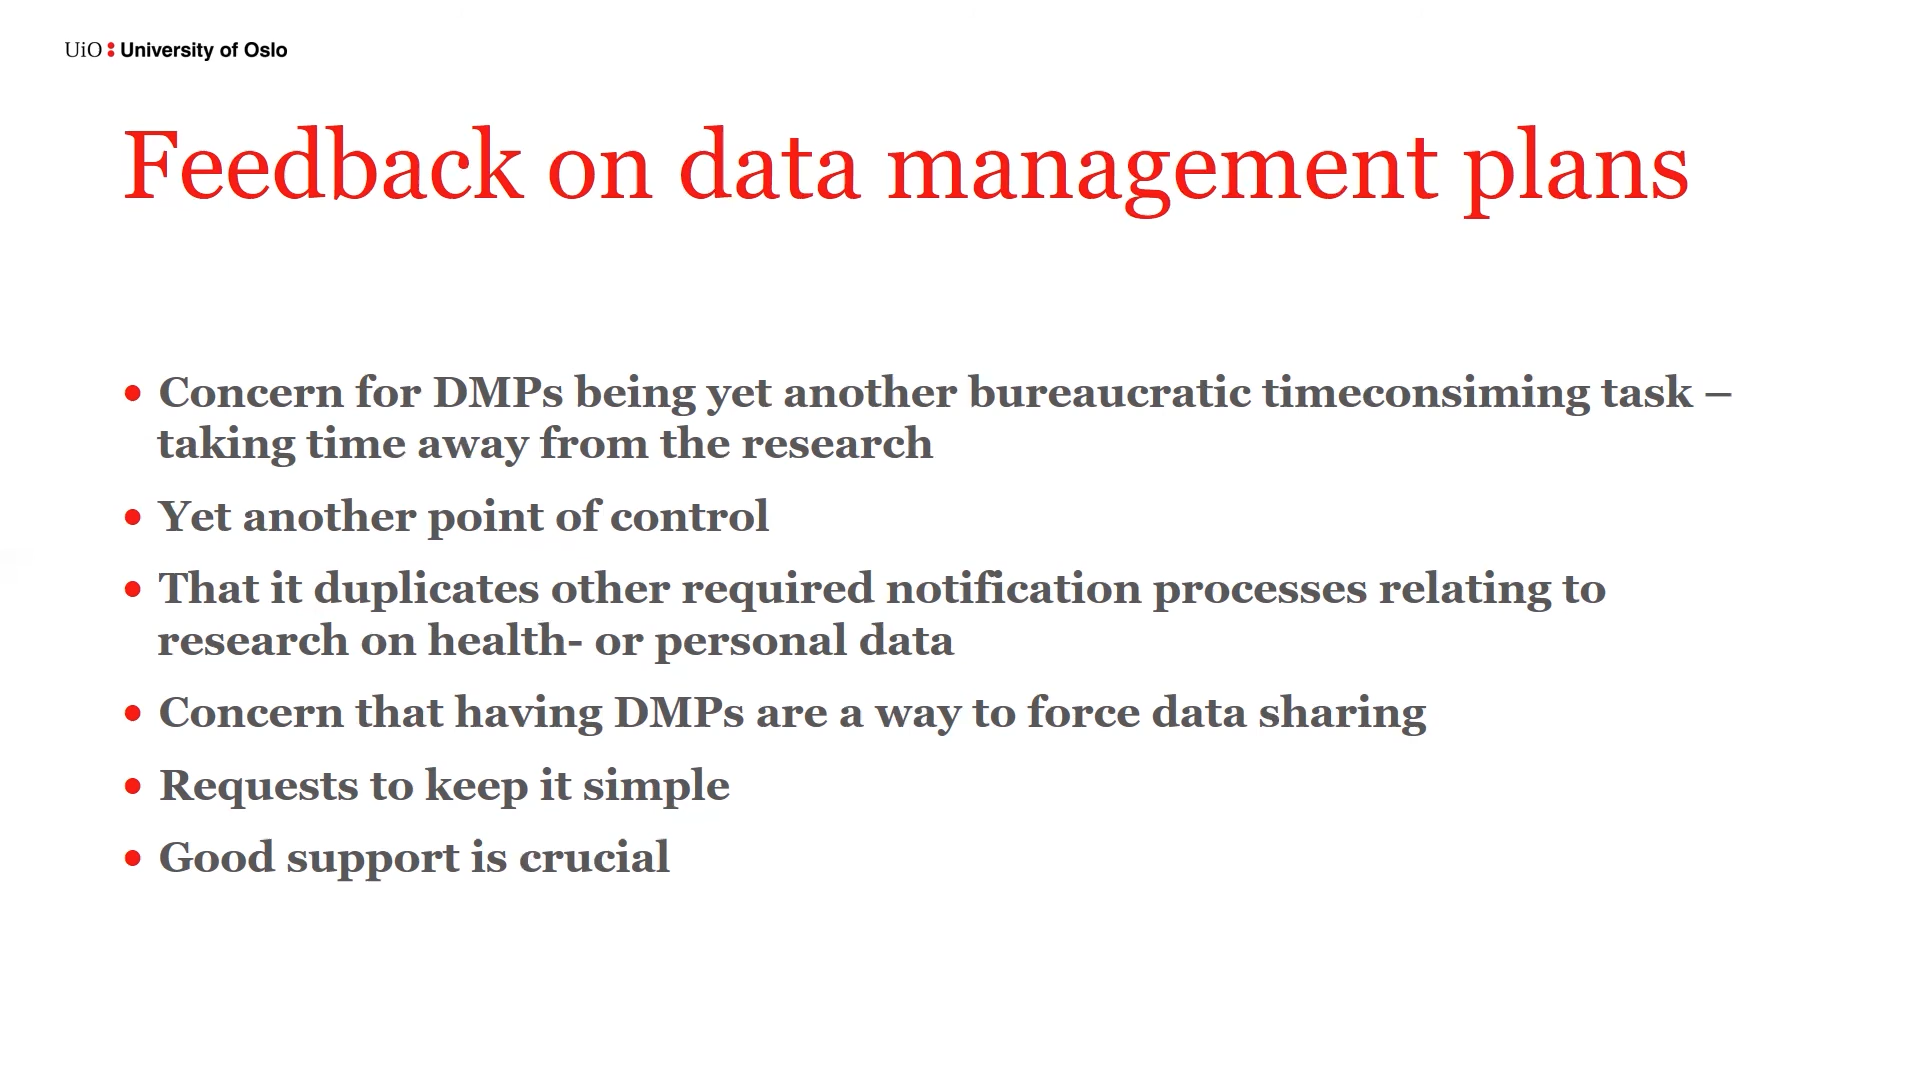 UiO : University of Oslo
Feedback on data management plans
• Concern for DMPs being yet another bureaucratic timeconsiming task –
taking time away from the research
• Yet another point of control
• That it duplicates other required notification processes relating to
research on health- or personal data
• Concern that having DMPs are a way to force data sharing
• Requests to keep it simple
• Good support is crucial